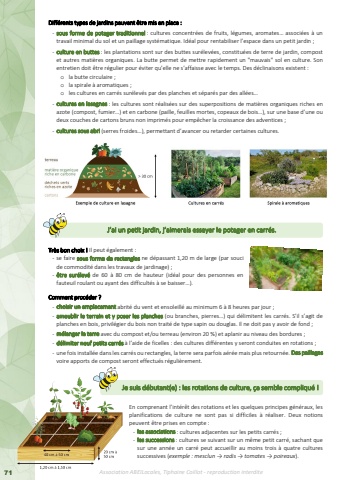 Différents types de jardins peuvent être mis en place :
- sous forme de potager traditionnel : cultures concentrées de fruits, légumes, aromates... associées à un
travail minimal du sol et un paillage systématique. Idéal pour rentabiliser l'espace dans un petit jardin ;
- culture en buttes : les plantations sont sur des buttes surélevées, constituées de terre de jardin, compost
et autres matières organiques. La butte permet de mettre rapidement un "mauvais" sol en culture. Son
entretien doit être régulier pour éviter qu'elle ne s'affaisse avec le temps. Des déclinaisons existent :
o la butte circulaire ;
o la spirale à aromatiques ;
o les cultures en carrés surélevés par des planches et séparés par des allées...
- cultures en lasagnes : les cultures sont réalisées sur des superpositions de matières organiques riches en
azote (compost, fumier...) et en carbone (paille, feuilles mortes, copeaux de bois...), sur une base d'une ou
deux couches de cartons bruns non imprimés pour empêcher la croissance des adventices ;
- cultures sous abri (serres froides...), permettant d'avancer ou retarder certaines cultures.
terreau
matière organique
riche en carbone
déchets verts
riches en azote
> 30 cm
Exemple de culture en lasagne
Cultures en carrés
Spirale à aromatiques
J'ai un petit jardin, j'aimerais essayer le potager en carrés.
Très bon choix ! Il peut également :
- se faire sous forme de rectangles ne dépassant 1,20 m de large (par souci
de commodité dans les travaux de jardinage) ;
- être surélevé de 60 à 80 cm de hauteur (idéal pour des personnes en
fauteuil roulant ou ayant des difficultés à se baisser...).
Comment procéder ?
- choisir un emplacement abrité du vent et ensoleillé au minimum 6 à 8 heures par jour ;
- ameublir le terrain et y poser les planches (ou branches, pierres...) qui délimitent les carrés. S'il s'agit de
planches en bois, privilégier du bois non traité de type sapin ou douglas. Il ne doit pas y avoir de fond ;
- mélanger la terre avec du compost et/ou terreau (environ 20 %) et aplanir au niveau des bordures ;
- délimiter neuf petits carrés à l'aide de ficelles : des cultures différentes y seront conduites en rotations ;
- une fois installée dans les carrés ou rectangles, la terre sera parfois aérée mais plus retournée. Des paillages
voire apports de compost seront effectués régulièrement.
Je suis débutant(e) : les rotations de culture, ça semble compliqué !
En comprenant l'intérêt des rotations et les quelques principes généraux, les
planifications de culture ne sont pas si difficiles à réaliser. Deux notions
peuvent être prises en compte :
- les associations : cultures adjacentes sur les petits carrés ;
- les successions : cultures se suivant sur un même petit carré, sachant que
sur une année un carré peut accueillir au moins trois à quatre cultures
successives (exemple : mesclun → radis → tomates → poireaux).
71
Association ABEILocales, Tiphanie Caillot - reproduction interdite